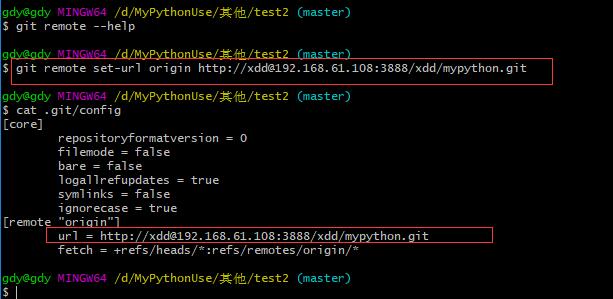 gdy@gdy MINGW64 /d/MyPythonUse/其他/test2 (master)
$ git remote --help
gdy@gdy MINGW64 /d/MyPythonUse/其他/test2 (master)
$ git remote set-url origin http://xdd@192.168.61.108:3888/xdd/mypython.git
gdy@gdy MINGW64 /d/MyPythonUse/其他/test2 (master)
$ cat .git/config
[core]
        repositoryformatversion = 0
        filemode = false
        bare = false
        logallrefupdates = true
        symlinks = false
        ignorecase = true
[remote "origin"]
        url = http://xdd@192.168.61.108:3888/xdd/mypython.git
        fetch = +refs/heads/*:refs/remotes/origin/*
gdy@gdy MINGW64 /d/MyPythonUse/其他/test2 (master)
$